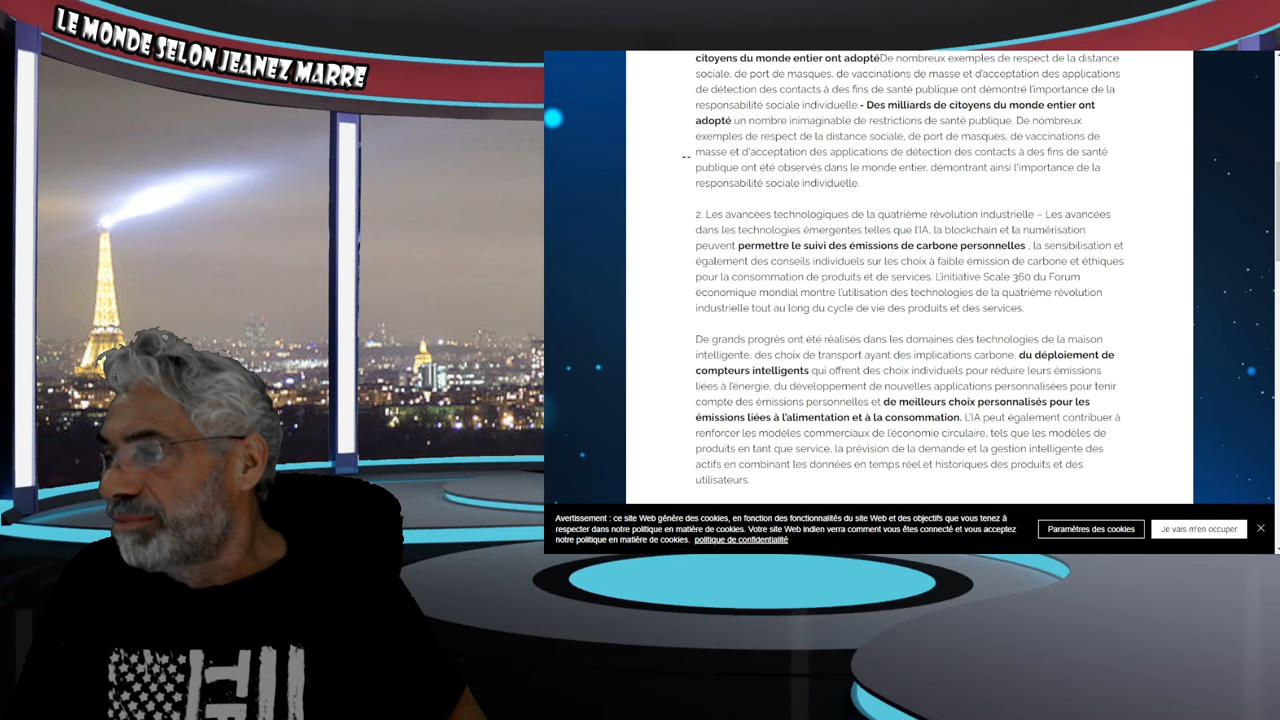 LE MONDE SELON JEANEZ MARRE
citoyens du monde entier ont adoptéDe nombreux exemples de respect de la distance
sociale, de port de masques, de vaccinations de masse et d'acceptation des applications
de détection des contacts à des fins de santé publique ont démontré l'importance de la
responsabilité sociale individuelle.- Des milliards de citoyens du monde entier ont
adopté un nombre inimaginable de restrictions de santé publique. De nombreux
exemples de respect de la distance sociale, de port de masques, de vaccinations de
masse et d'acceptation des applications de détection des contacts à des fins de santé
publique ont été observés dans le monde entier, démontrant ainsi l'importance de la
responsabilité sociale individuelle.
2. Les avancées technologiques de la quatrième révolution industrielle – Les avancées
dans les technologies émergentes telles que l'IA, la blockchain et la numérisation
peuvent permettre le suivi des émissions de carbone personnelles , la sensibilisation et
également des conseils individuels sur les choix à faible émission de carbone et éthiques
pour la consommation de produits et de services. L'initiative Scale 360 du Forum
économique mondial montre l'utilisation des technologies de la quatrième révolution
industrielle tout au long du cycle de vie des produits et des services.
De grands progrès ont été réalisés dans les domaines des technologies de la maison
intelligente, des choix de transport ayant des implications carbone, du déploiement de
compteurs intelligents qui offrent des choix individuels pour réduire leurs émissions
liées à l'énergie, du développement de nouvelles applications personnalisées pour tenir
compte des émissions personnelles et de meilleurs choix personnalisés pour les
émissions liées à l'alimentation et à la consommation. L'IA peut également contribuer à
renforcer les modèles commerciaux de l'économie circulaire, tels que les modèles de
produits en tant que service, la prévision de la demande et la gestion intelligente des
actifs en combinant les données en temps réel et historiques des produits et des
utilisateurs.
Avertissement : ce site Web génère des cookies, en fonction des fonctionnalités du site Web et des objectifs que vous tenez à
respecter dans notre politique en matière de cookies. Votre site Web Indien verra comment vous êtes connecté et vous acceptez
notre politique en matière de cookies. politique de confidentialité
Paramètres des cookies
Je vais m'en occuper